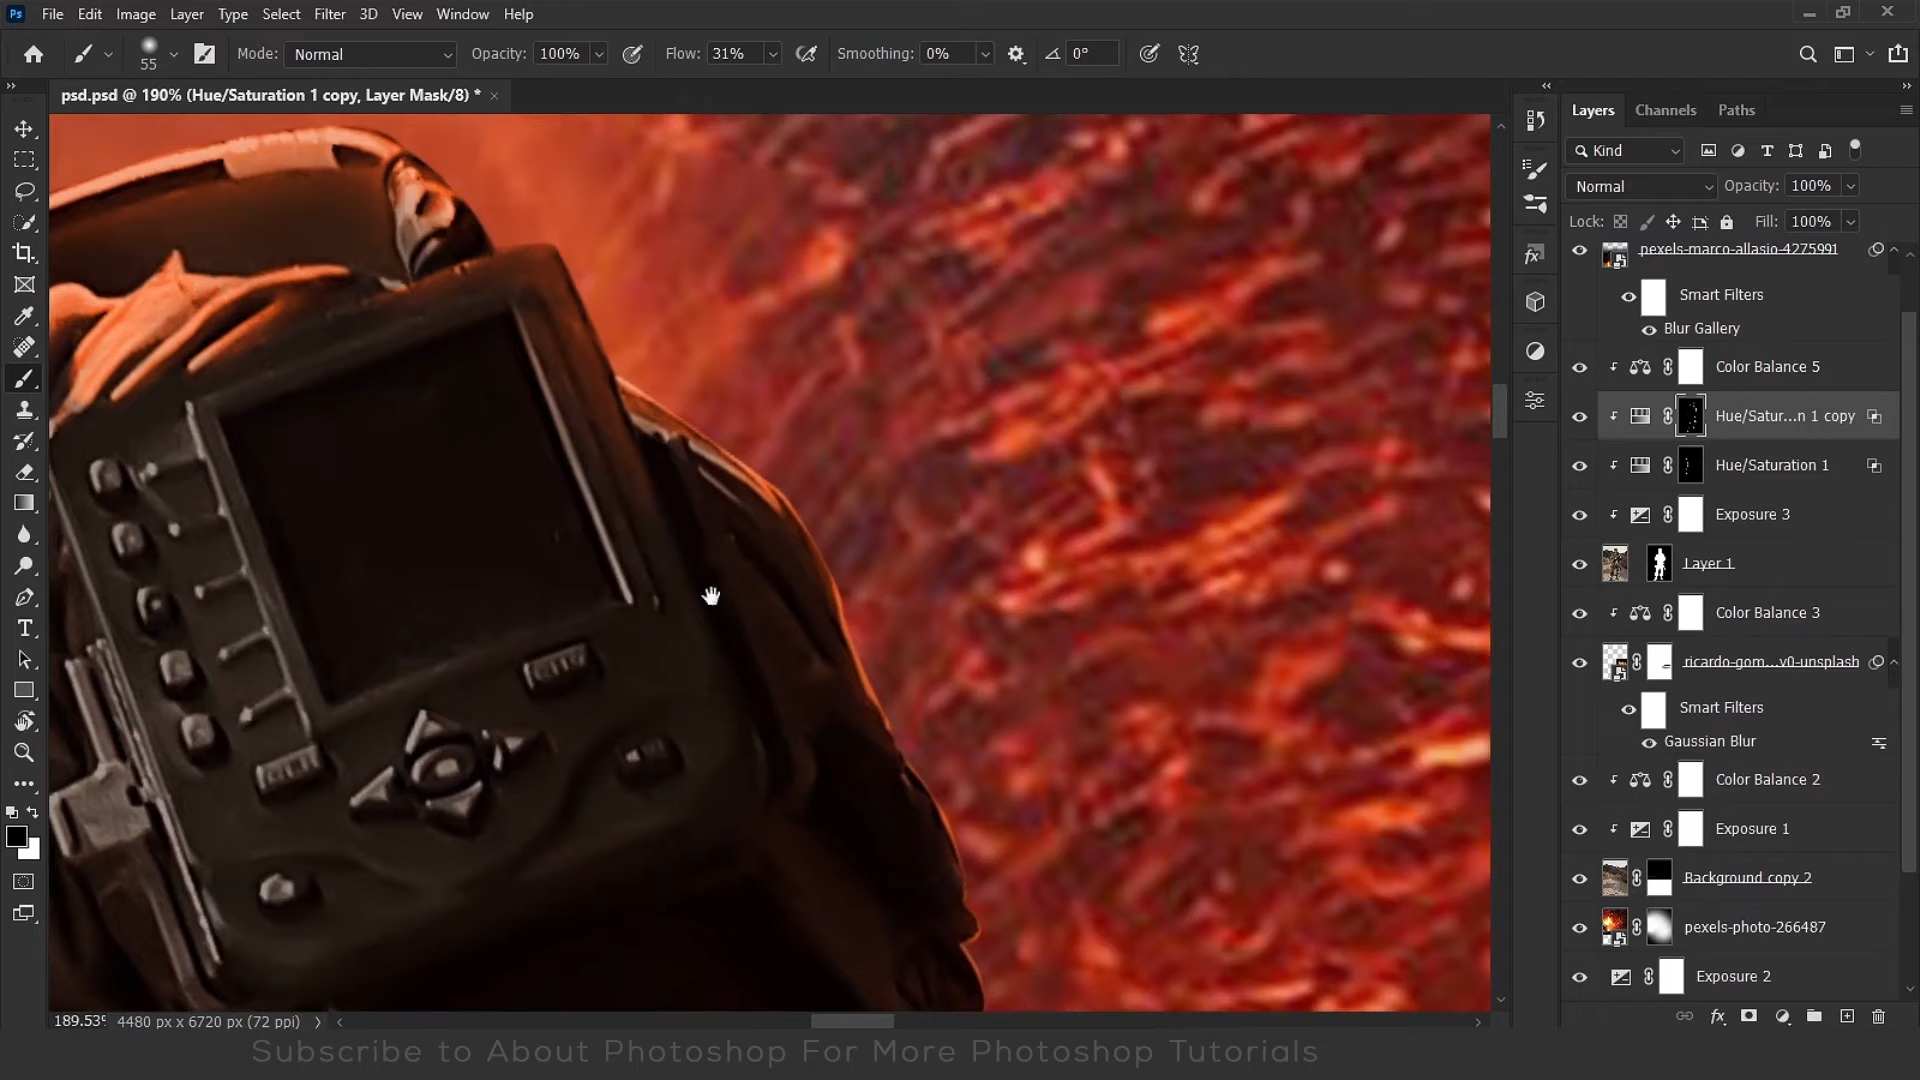 Ps File Edit Image Layer Type Select Filter 3D View Window Help
55 Mode: Normal Opacity: 100% Flow: 31% Smoothing: 0% 0°
psd.psd @ 190% (Hue/Saturation 1 copy, Layer Mask/8) *
Layers Channels Paths
Kind
Normal Opacity: 100%
Lock: Fill: 100%
pexels-marco-allasio-4275991
Smart Filters
Blur Gallery
Color Balance 5
Hue/Satur...n 1 copy
Hue/Saturation 1
Exposure 3
Layer 1
Color Balance 3
ricardo-gom...v0-unsplash
Smart Filters
Gaussian Blur
Color Balance 2
Exposure 1
Background copy 2
pexels-photo-266487
Exposure 2
189.53% 4480 px x 6720 px (72 ppi)
Subscribe to About Photoshop For More Photoshop Tutorials